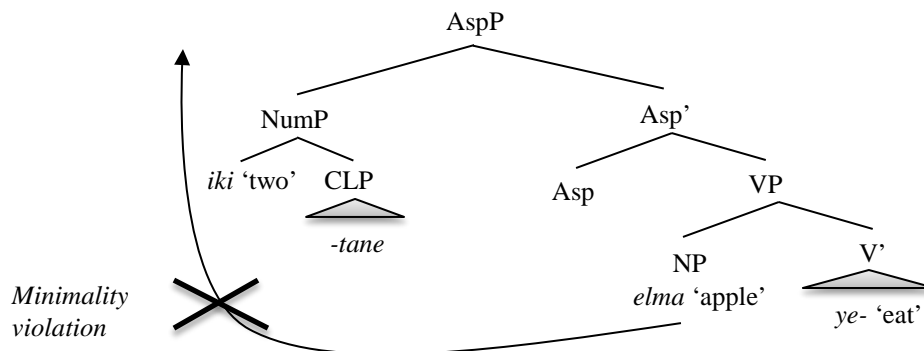 AspP
NumP Asp’
iki ‘two’ CLP Asp VP
-tane NP V’
Minimality elma ‘apple’ ye- ‘eat’
violation